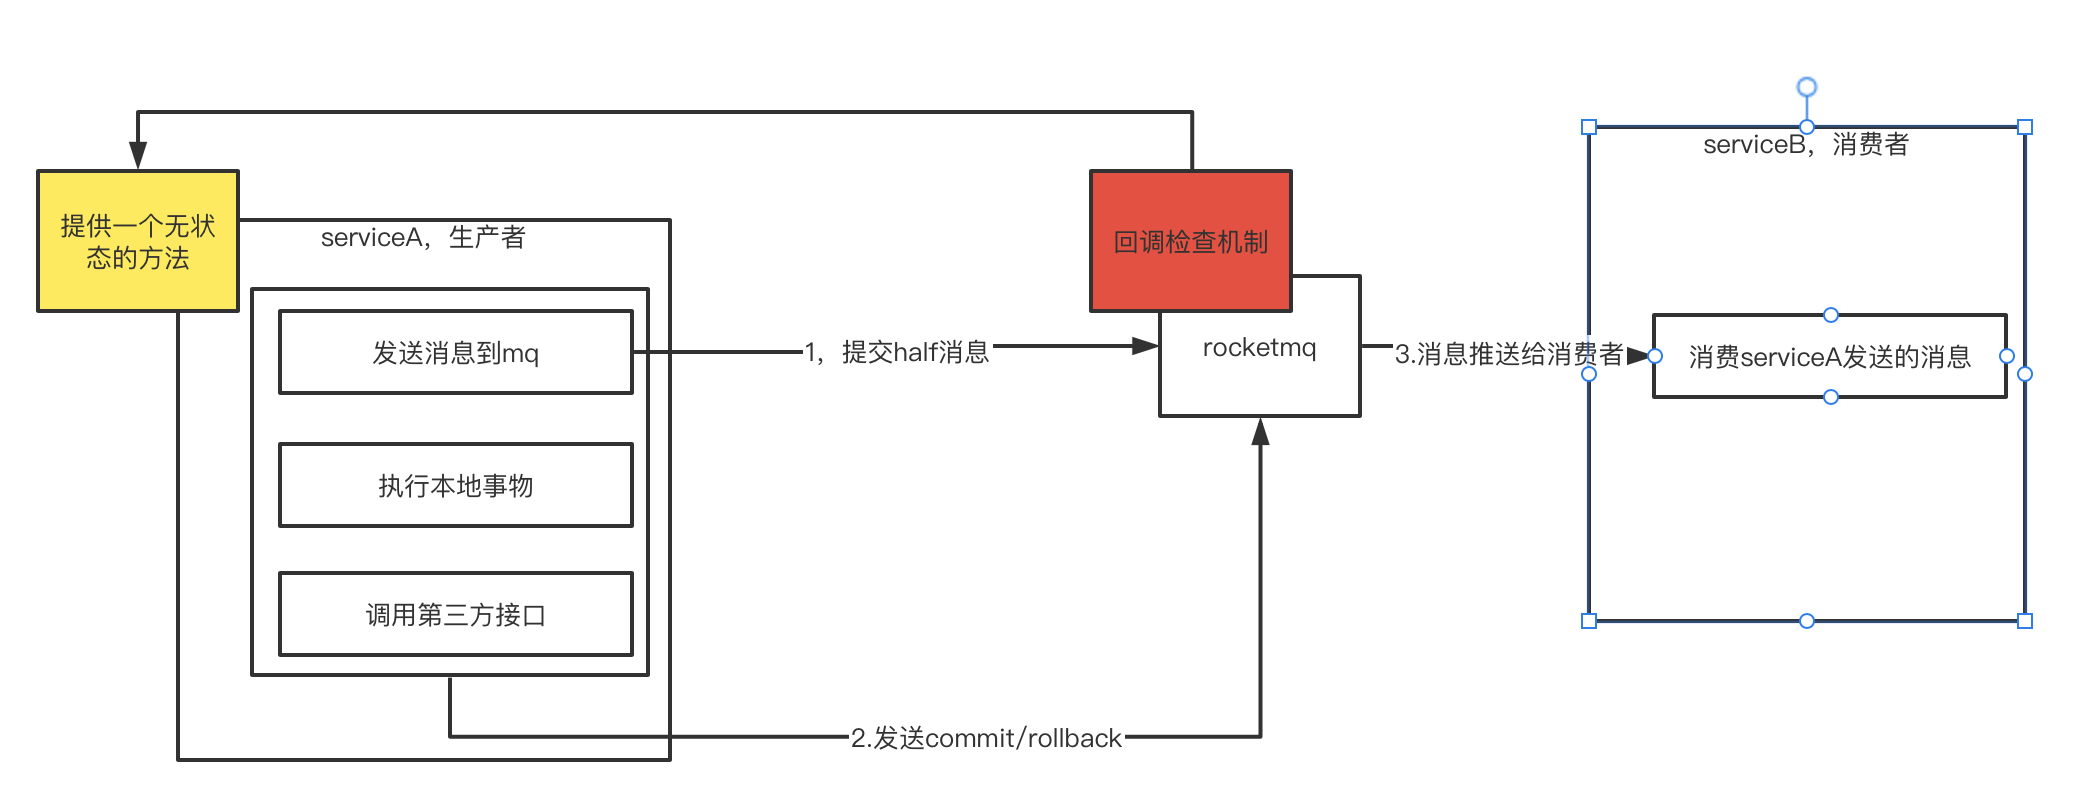 提供一个无状
态的方法
serviceA，生产者
发送消息到mq
执行本地事物
调用第三方接口
1，提交half消息
2.发送commit/rollback
回调检查机制
rocketmq
3.消息推送给消费者
serviceB，消费者
消费serviceA发送的消息